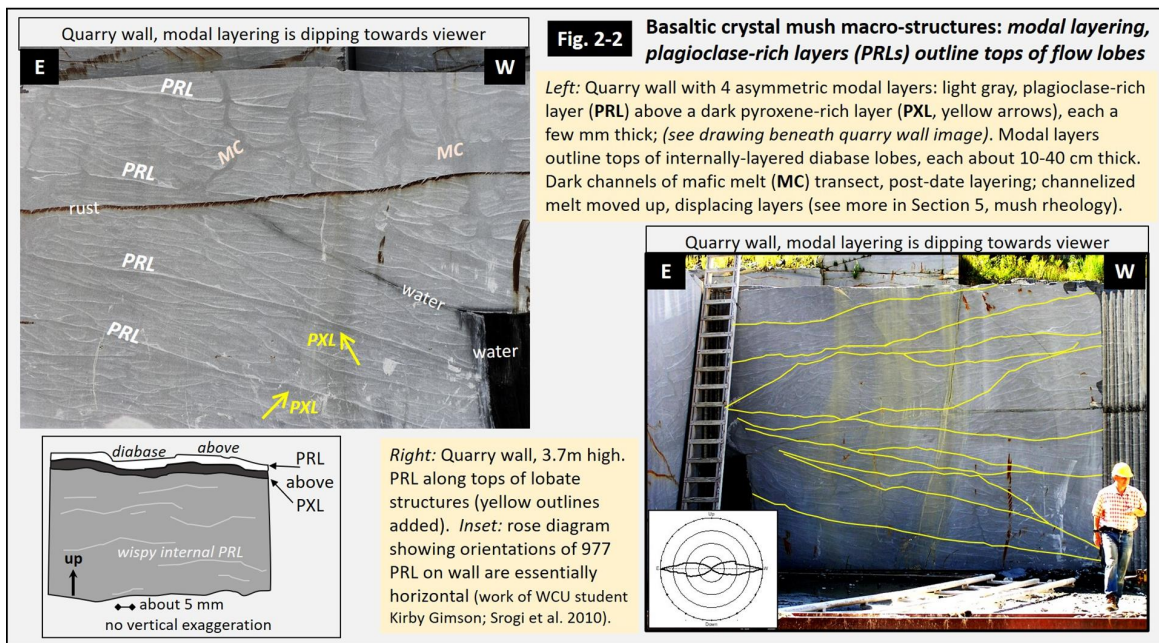 Quarry wall, modal layering is dipping towards viewer
E
W
PRL
MC
MC
PRL
rust
PRL
water
PRL
PXL
water
PXL
Fig. 2-2
Basaltic crystal mush macro-structures: modal layering,
plagioclase-rich layers (PRLs) outline tops of flow lobes
Left: Quarry wall with 4 asymmetric modal layers: light gray, plagioclase-rich
layer (PRL) above a dark pyroxene-rich layer (PXL, yellow arrows), each a
few mm thick; (see drawing beneath quarry wall image). Modal layers
outline tops of internally-layered diabase lobes, each about 10-40 cm thick.
Dark channels of mafic melt (MC) transect, post-date layering; channelized
melt moved up, displacing layers (see more in Section 5, mush rheology).
diabase above
PRL
above
PXL
wispy internal PRL
up
about 5 mm
no vertical exaggeration
Right: Quarry wall, 3.7m high.
PRL along tops of lobate
structures (yellow outlines
added). Inset: rose diagram
showing orientations of 977
PRL on wall are essentially
horizontal (work of WCU student
Kirby Gimson; Srogi et al. 2010).
Quarry wall, modal layering is dipping towards viewer
E
W
Up
E
W
Down